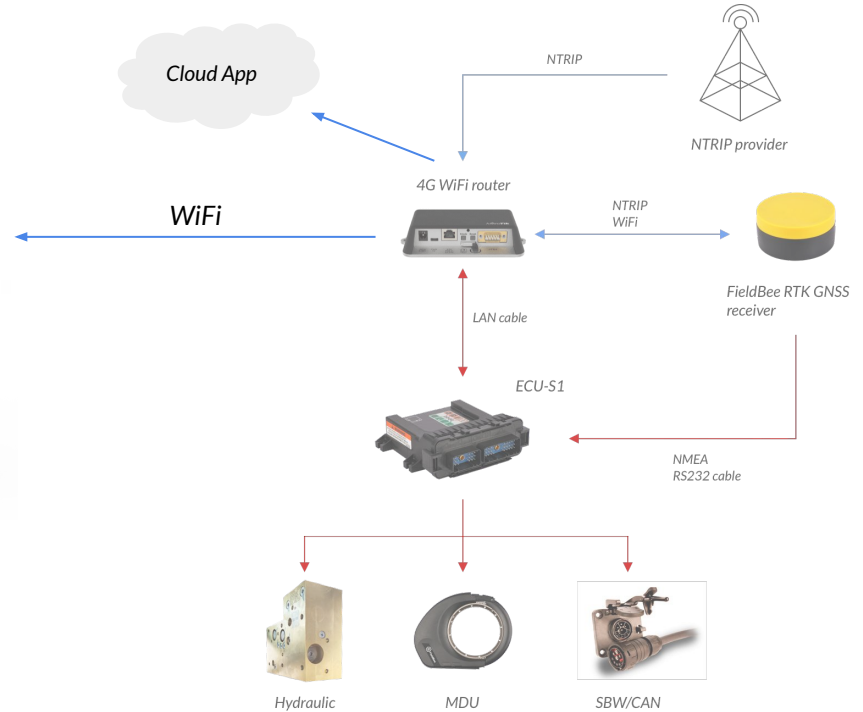 Cloud App
NTRIP
NTRIP provider
4G WiFi router
WiFi
NTRIP
WiFi
FieldBee RTK GNSS
receiver
LAN cable
ECU-S1
NMEA
RS232 cable
Hydraulic
MDU
SBW/CAN